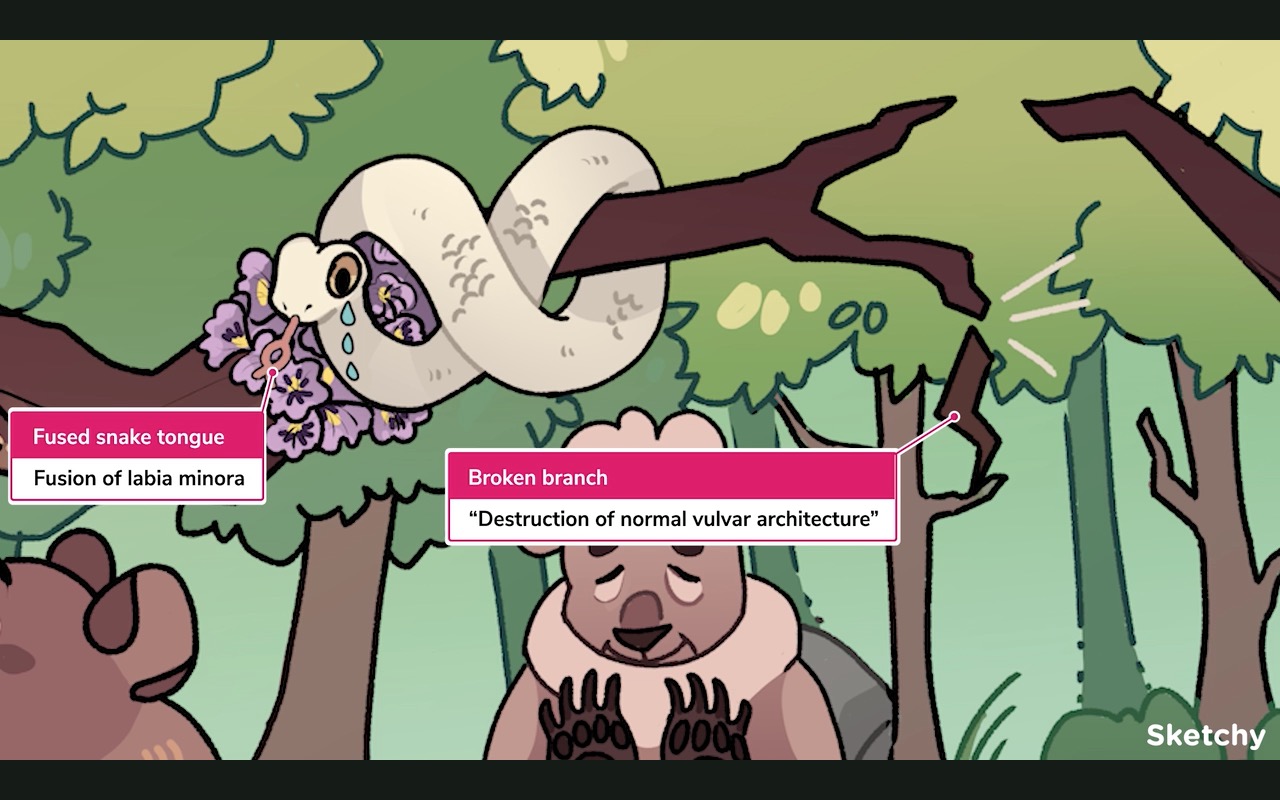 Fused snake tongue
Fusion of labia minora
Broken branch
“Destruction of normal vulvar architecture”
Sketchy